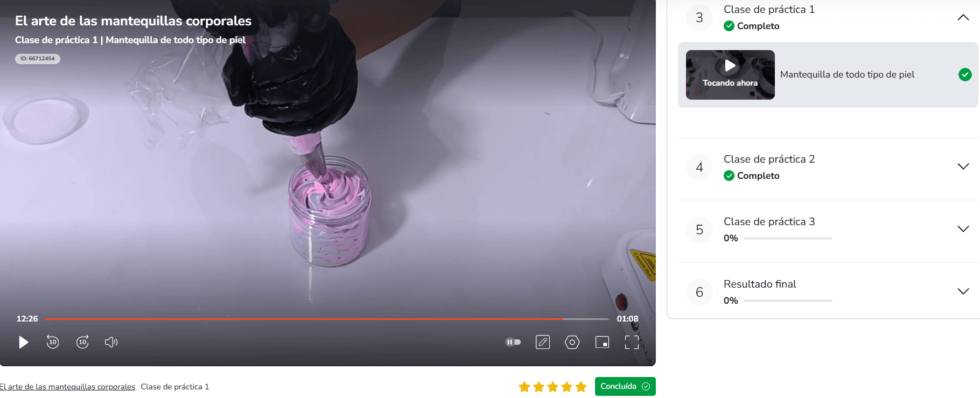 El arte de las mantequillas corporales
Clase de práctica 1 | Mantequilla de todo tipo de piel
ID: 66712454
12:26
01:08
10
10
El arte de las mantequillas corporales Clase de práctica 1
Concluída
3
Clase de práctica 1
Completo
Tocando ahora
Mantequilla de todo tipo de piel
4
Clase de práctica 2
Completo
5
Clase de práctica 3
0%
6
Resultado final
0%